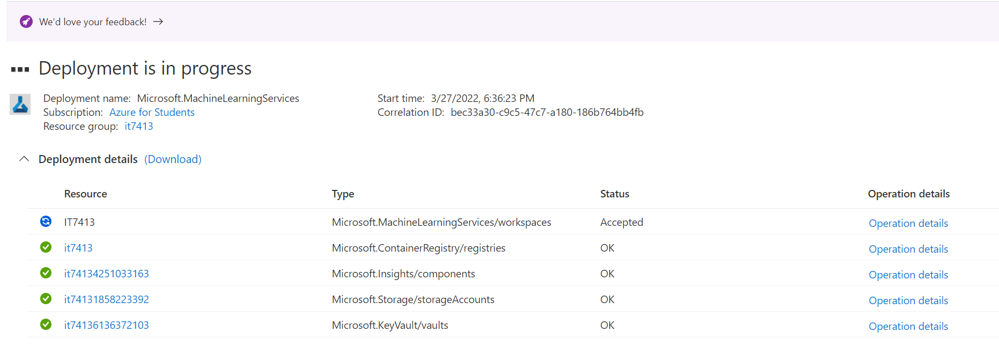 We'd love your feedback! →
Deployment is in progress
Deployment name: Microsoft.MachineLearningServices
Subscription: Azure for Students
Resource group: it7413
Start time: 3/27/2022, 6:36:23 PM
Correlation ID: bec33a30-c9c5-47c7-a180-186b764bb4fb
Deployment details (Download)
Resource Type Status Operation details
IT7413 Microsoft.MachineLearningServices/workspaces Accepted Operation details
it7413 Microsoft.ContainerRegistry/registries OK Operation details
it74134251033163 Microsoft.Insights/components OK Operation details
it74131858223392 Microsoft.Storage/storageAccounts OK Operation details
it74136136372103 Microsoft.KeyVault/vaults OK Operation details